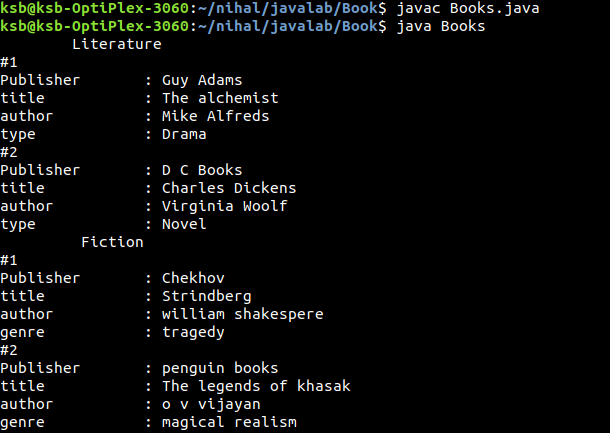 ksb@ksb-OptiPlex-3060:~/nihal/javalab/Book$ javac Books.java
ksb@ksb-OptiPlex-3060:~/nihal/javalab/Book$ java Books
Literature
#1
Publisher : Guy Adams
title : The alchemist
author : Mike Alfreds
type : Drama
#2
Publisher : D C Books
title : Charles Dickens
author : Virginia Woolf
type : Novel
Fiction
#1
Publisher : Chekhov
title : Strindberg
author : william shakespere
genre : tragedy
#2
Publisher : penguin books
title : The legends of khasak
author : o v vijayan
genre : magical realism